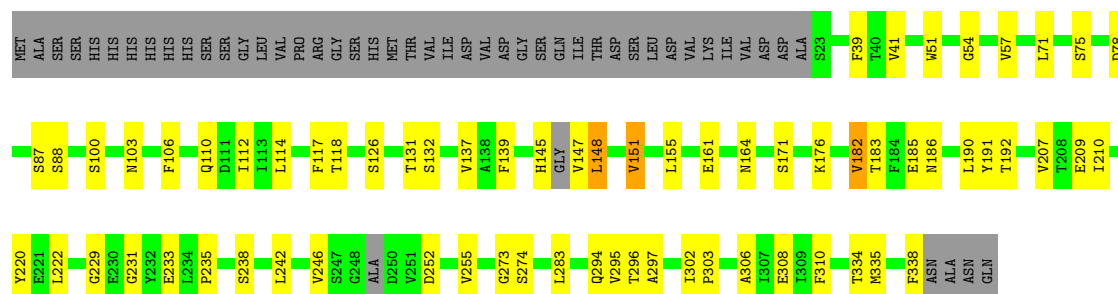 MET ALA SER SER HIS HIS HIS HIS HIS HIS SER SER GLY LEU VAL PRO ARG GLY SER HIS MET THR VAL ILE ASP VAL ASP GLY SER GLN ILE THR ASP SER LEU ASP VAL LYS ILE VAL ASP ASP ALA S23 F39 T40 V41 W51 G54 V57 L71 S75
S87 S88 S100 N103 F106 Q110 D111 I112 I113 L114 F117 T118 S126 T131 S132 V137 A138 F139 H145 GLY V147 L148 V151 L155 E161 N164 S171 K176 V182 T183 F184 E185 N186 L190 Y191 T192 V207 T208 E209 I210
Y220 E221 L222 G229 E230 G231 Y232 E233 L234 P235 S238 L242 V246 S247 G248 ALA D250 V251 D252 V255 G273 S274 L283 Q294 V295 T296 A297 I302 P303 A306 I307 E308 I309 F310 T334 M335 F338 ASN ALA ASN GLN